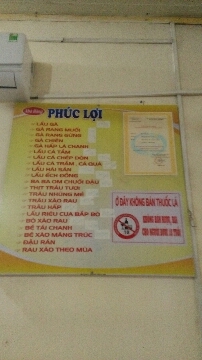 PHÚC LỢI
- LẨU GÀ
- GÀ RANG MUỐI
- GÀ RANG GỪNG
- GÀ CHIÊN
- GÀ HẤP LÁ CHANH
- LẨU CÁ TẦM
- LẨU CÁ CHÉP GIÒN
- LẨU CÁ TRẮM, CÁ QUẢ
- LẨU HẢI SẢN
- LẨU ẾCH ĐỒNG
- BA BA OM CHUỐI ĐẬU
- THỊT TRÂU TƯƠI
- TRÂU NHÚNG MẺ
- TRÂU XÀO RAU
- TRÂU HẤP
- LẨU RIÊU CUA BẮP BÒ
- BÒ XÀO RAU
- BÊ TÁI CHANH
- BÊ XÀO MĂNG TRÚC
- ĐẬU RÁN
- RAU XÀO THEO MÙA
Ở ĐÂY KHÔNG BÁN THUỐC LÁ